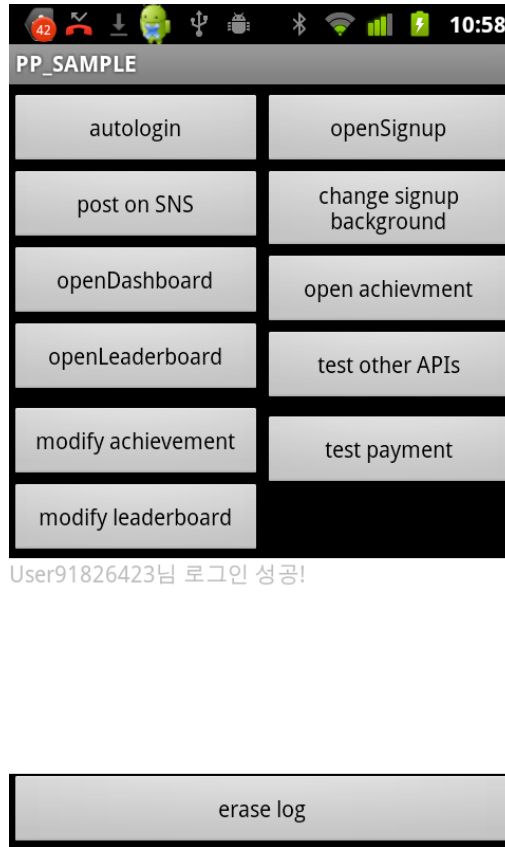 42
10:58
PP_SAMPLE
autologin
openSignup
post on SNS
change signup
background
openDashboard
open achievment
openLeaderboard
test other APIs
modify achievement
test payment
modify leaderboard
User91826423님 로그인 성공!
erase log